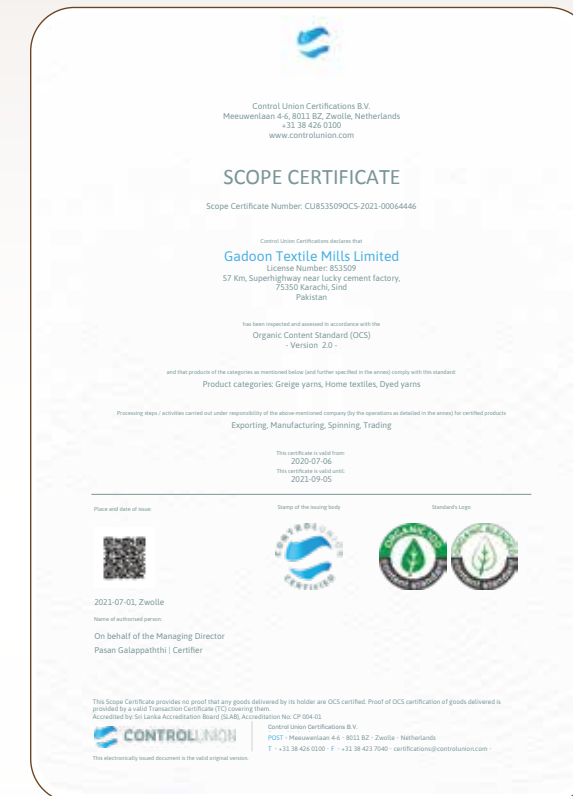 Control Union Certifications B.V.
Meeuwenlaan 4-6, 8011 BZ, Zwolle, Netherlands
+31 38 426 0100
www.controlunion.com
SCOPE CERTIFICATE
Scope Certificate Number: CU853509OCS-2021-00064446
Control Union Certifications declares that
Gadoon Textile Mills Limited
License Number: 853509
57 Km, Superhighway near lucky cement factory,
75350 Karachi, Sind
Pakistan
has been inspected and assessed in accordance with the
Organic Content Standard (OCS)
- Version 2.0 -
and that products of the categories as mentioned below (and further specified in the annex) comply with this standard:
Product categories: Greige yarns, Home textiles, Dyed yarns
Processing steps / activities carried out under responsibility of the above-mentioned company (by the operations as detailed in the annex) for certified products
Exporting, Manufacturing, Spinning, Trading
This certificate is valid from:
2020-07-06
This certificate is valid until:
2021-09-05
Place and date of issue
Stamp of the issuing body
Standard's Logo
CONTROLUNION
CERTIFIED
ORGANIC 100
content standard
ORGANIC BLENDED
content standard
2021-07-01, Zwolle
Name of authorised person:
On behalf of the Managing Director
Pasan Galappaththi | Certifier
This Scope Certificate provides no proof that any goods delivered by its holder are OCS certified. Proof of OCS certification of goods delivered is
provided by a valid Transaction Certificate (TC) covering them.
Accredited by: Sri Lanka Accreditation Board (SLAB), Accreditation No: CP 004-01
CONTROLUNION
Control Union Certifications B.V.
POST - Meeuwenlaan 4-6 - 8011 BZ - Zwolle - Netherlands
T - +31 38 426 0100 - F - +31 38 423 7040 - certifications@controlunion.com -
This electronically issued document is the valid original version.